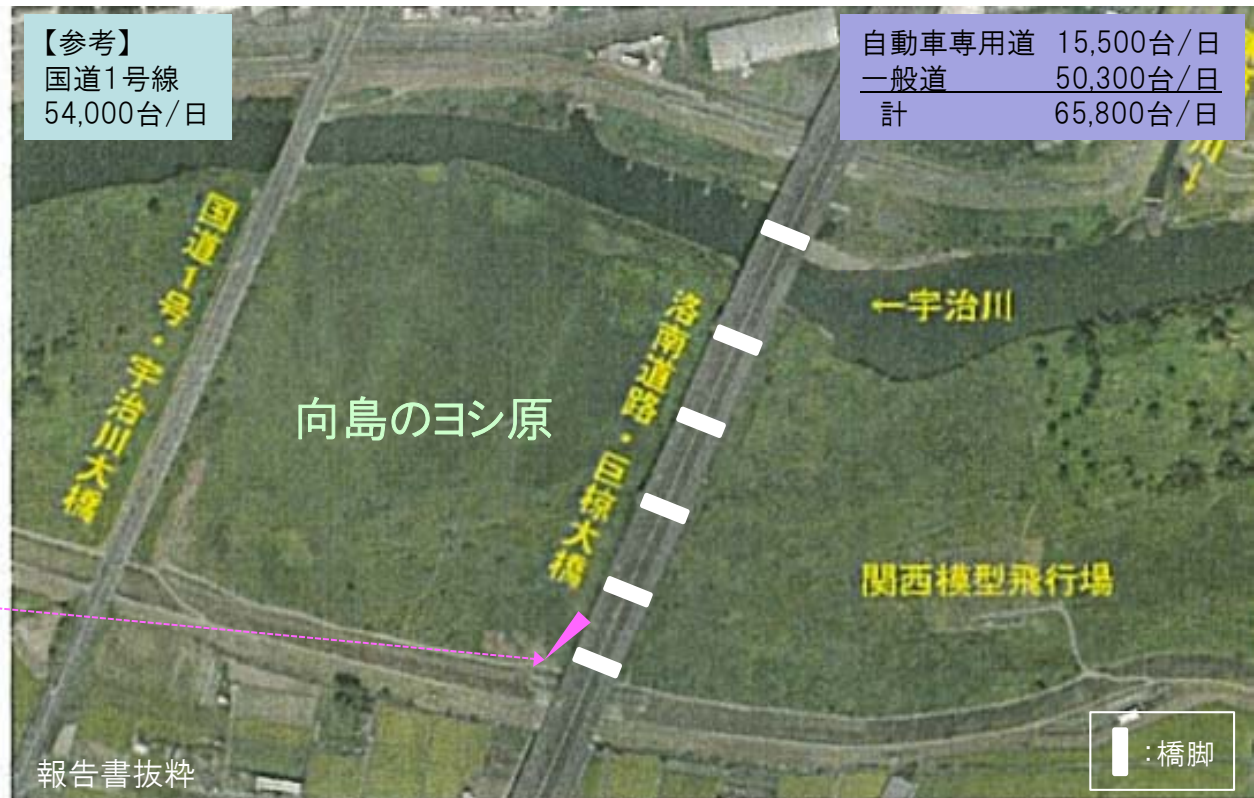 【参考】
国道1号線
54,000台/日
自動車専用道 15,500台/日
一般道 50,300台/日
計 65,800台/日
川
国道1号・宇治川大橋
洛南道路・巨椋大橋
←宇治川
向島のヨシ原
関西模型飛行場
:橋脚
報告書抜粋